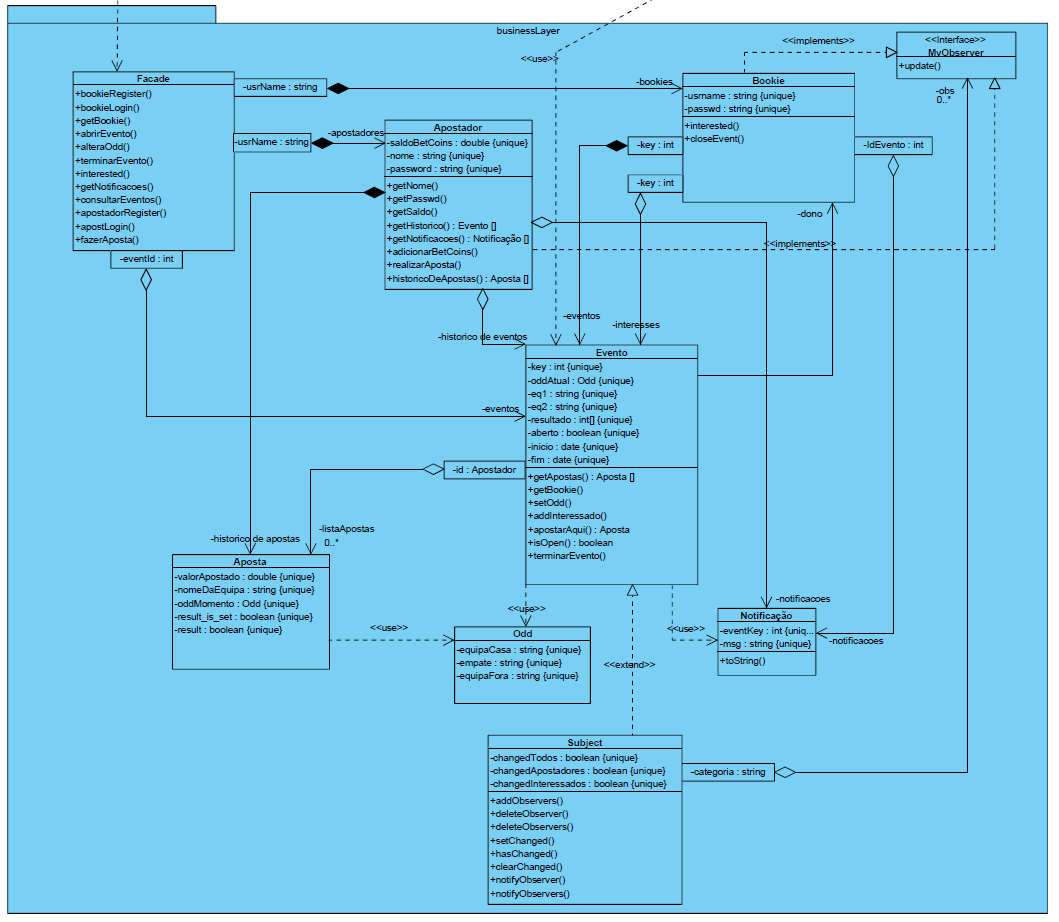 businessLayer
<<use>>
<<implements>>
<<Interface>>
MyObserver
+update()
-obs
0..*
Facade
+bookieRegister()
+bookieLogin()
+getBookie()
+abrirEvento()
+alteraOdd()
+terminarEvento()
+interested()
+getNotificacoes()
+consultarEventos()
+apostadorRegister()
+apostLogin()
+fazerAposta()
-usrName : string
-usrName : string
-eventId : int
-bookies
-apostadores
Apostador
-saldoBetCoins : double {unique}
-nome : string {unique}
-password : string {unique}
+getNome()
+getPasswd()
+getSaldo()
+getHistorico() : Evento []
+getNotificacoes() : Notificação []
+adicionarBetCoins()
+realizarAposta()
+historicoDeApostas() : Aposta []
Bookie
-usrname : string {unique}
-passwd : string {unique}
+interested()
+closeEvent()
-key : int
-key : int
-IdEvento : int
-dono
<<implements>>
-eventos
-interesses
-historico de eventos
-eventos
Evento
-key : int {unique}
-oddAtual : Odd {unique}
-eq1 : string {unique}
-eq2 : string {unique}
-resultado : int[] {unique}
-aberto : boolean {unique}
-inicio : date {unique}
-fim : date {unique}
+getApostas() : Aposta []
+getBookie()
+setOdd()
+addInteressado()
+apostarAqui() : Aposta
+isOpen() : boolean
+terminarEvento()
-id : Apostador
-listaApostas
0..*
-historico de apostas
Aposta
-valorApostado : double {unique}
-nomeDaEquipa : string {unique}
-oddMomento : Odd {unique}
-result_is_set : boolean {unique}
-result : boolean {unique}
<<use>>
<<use>>
Odd
-equipaCasa : string {unique}
-empate : string {unique}
-equipaFora : string {unique}
<<use>>
<<extend>>
-notificacoes
Notificação
-eventKey : int {uniq...
-msg : string {unique}
+toString()
-notificacoes
Subject
-changedTodos : boolean {unique}
-changedApostadores : boolean {unique}
-changedInteressados : boolean {unique}
+addObservers()
+deleteObserver()
+deleteObservers()
+setChanged()
+hasChanged()
+clearChanged()
+notifyObserver()
+notifyObservers()
-categoria : string